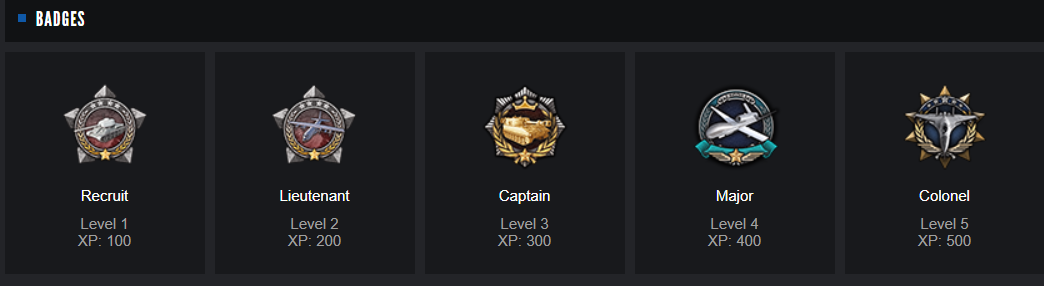 BADGES
Recruit
Level 1
XP: 100
Lieutenant
Level 2
XP: 200
Captain
Level 3
XP: 300
Major
Level 4
XP: 400
Colonel
Level 5
XP: 500